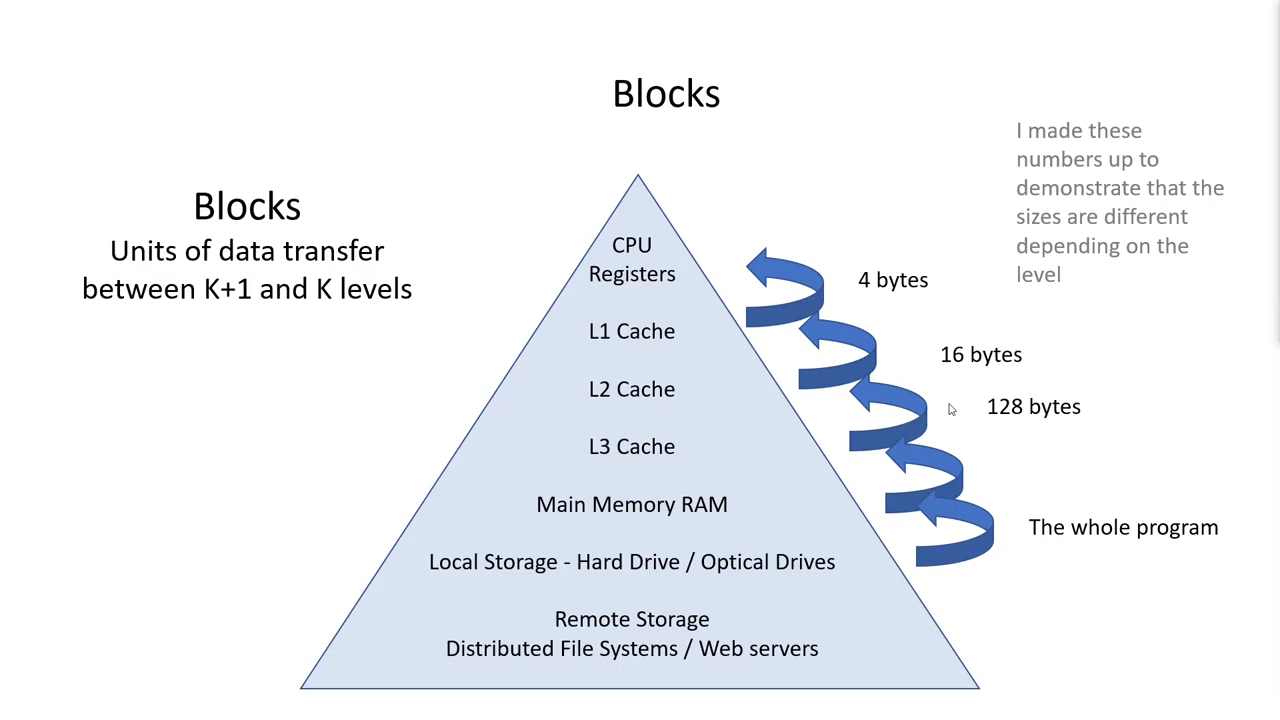 Blocks
Blocks
Units of data transfer
between K+1 and K levels
I made these
numbers up to
demonstrate that the
sizes are different
depending on the
level
CPU
Registers
L1 Cache
L2 Cache
L3 Cache
Main Memory RAM
Local Storage - Hard Drive / Optical Drives
Remote Storage
Distributed File Systems / Web servers
4 bytes
16 bytes
128 bytes
The whole program